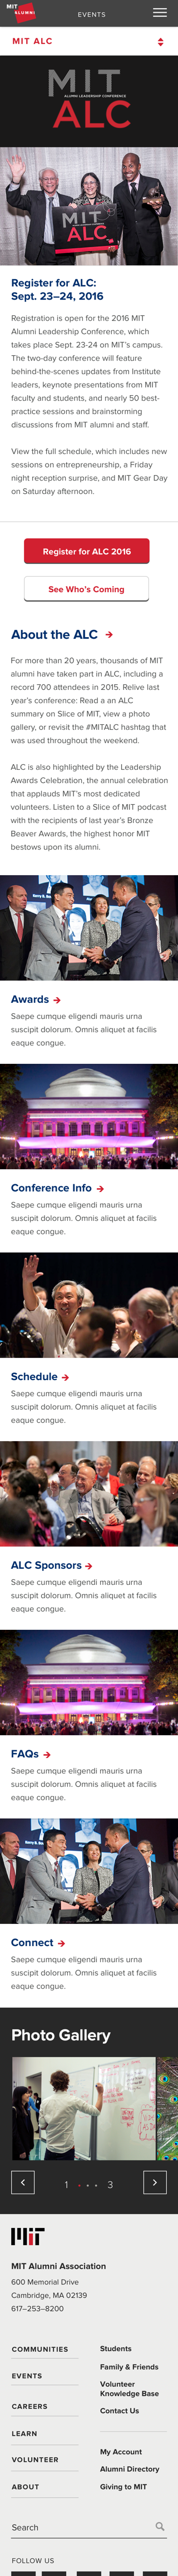 MIT
ALUMNI
EVENTS
MIT ALC
MIT
ALUMNI LEADERSHIP CONFERENCE
ALC
MIT
ALC
Register for ALC:
Sept. 23–24, 2016
Registration is open for the 2016 MIT
Alumni Leadership Conference, which
takes place Sept. 23-24 on MIT's campus.
The two-day conference will feature
behind-the-scenes updates from Institute
leaders, keynote presentations from MIT
faculty and students, and nearly 50 best-
practice sessions and brainstorming
discussions from MIT alumni and staff.
View the full schedule, which includes new
sessions on entrepreneurship, a Friday
night reception surprise, and MIT Gear Day
on Saturday afternoon.
Register for ALC 2016
See Who's Coming
About the ALC
For more than 20 years, thousands of MIT
alumni have taken part in ALC, including a
record 700 attendees in 2015. Relive last
year's conference: Read a an ALC
summary on Slice of MIT, view a photo
gallery, or revisit the #MITALC hashtag that
was used throughout the weekend.
ALC is also highlighted by the Leadership
Awards Celebration, the annual celebration
that applauds MIT's most dedicated
volunteers. Listen to a Slice of MIT podcast
with the recipients of last year's Bronze
Beaver Awards, the highest honor MIT
bestows upon its alumni.
Awards
Saepe cumque eligendi mauris urna
suscipit dolorum. Omnis aliquet at facilis
eaque congue.
Conference Info
Saepe cumque eligendi mauris urna
suscipit dolorum. Omnis aliquet at facilis
eaque congue.
Schedule
Saepe cumque eligendi mauris urna
suscipit dolorum. Omnis aliquet at facilis
eaque congue.
ALC Sponsors
Saepe cumque eligendi mauris urna
suscipit dolorum. Omnis aliquet at facilis
eaque congue.
FAQs
Saepe cumque eligendi mauris urna
suscipit dolorum. Omnis aliquet at facilis
eaque congue.
Connect
Saepe cumque eligendi mauris urna
suscipit dolorum. Omnis aliquet at facilis
eaque congue.
Photo Gallery
1 3
MIT Alumni Association
600 Memorial Drive
Cambridge, MA 02139
617–253–8200
COMMUNITIES
EVENTS
CAREERS
LEARN
VOLUNTEER
ABOUT
Students
Family & Friends
Volunteer
Knowledge Base
Contact Us
My Account
Alumni Directory
Giving to MIT
Search
FOLLOW US